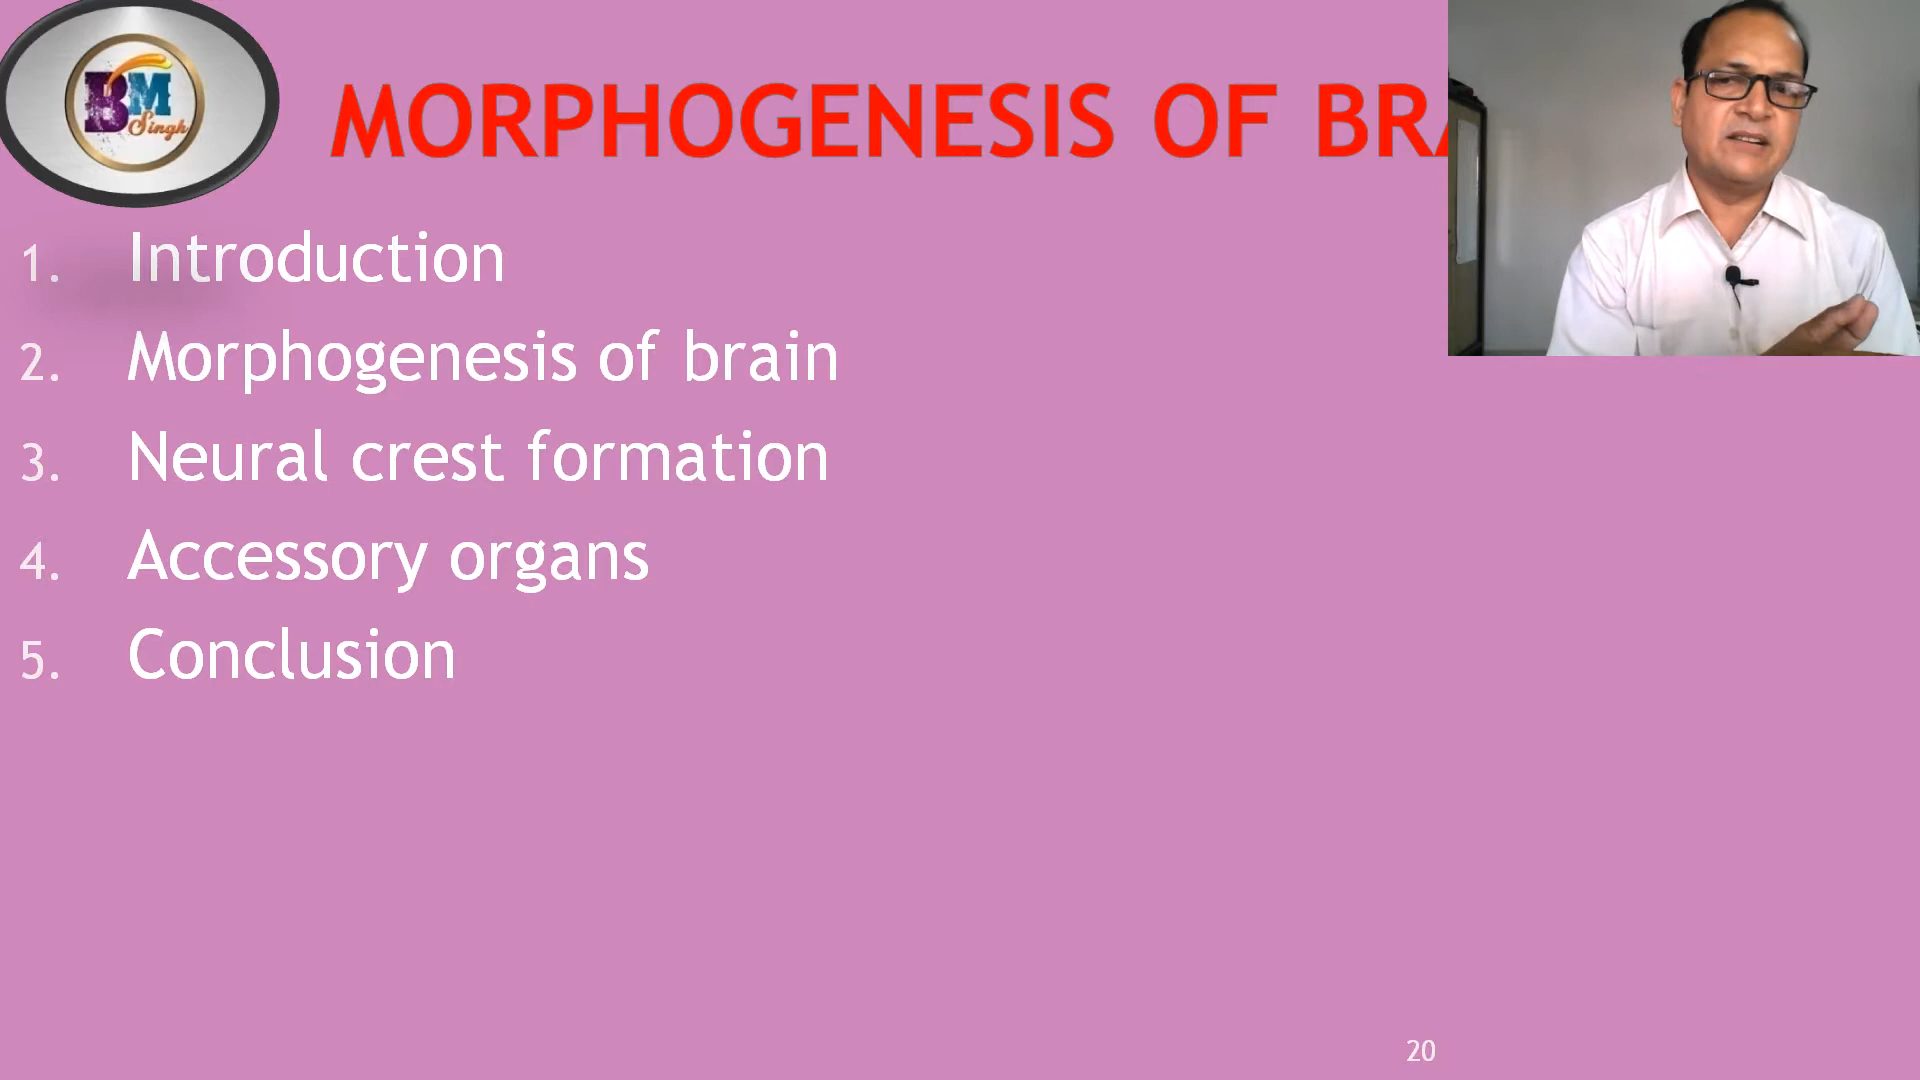 BM
Singh
MORPHOGENESIS OF BRA
1. Introduction
2. Morphogenesis of brain
3. Neural crest formation
4. Accessory organs
5. Conclusion
20